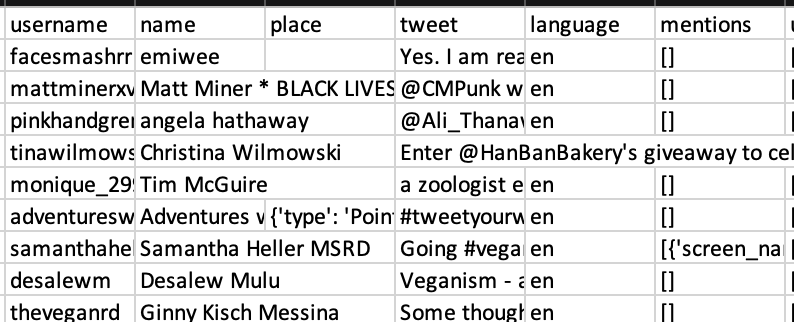 username name place tweet language mentions
facesmashrr emiwee Yes. I am rea en []
mattminerxv Matt Miner * BLACK LIVES @CMPunk w en []
pinkhandgre angela hathaway @Ali_Thanav en []
tinawilmows Christina Wilmowski Enter @HanBanBakery's giveaway to cel
monique_29 Tim McGuire a zoologist e en []
adventuresw Adventures {'type': 'Poin #tweetyourw en []
samanthahe Samantha Heller MSRD Going #vega en [{'screen_na
desalewm Desalew Mulu Veganism - a en []
theveganrd Ginny Kisch Messina Some though en []